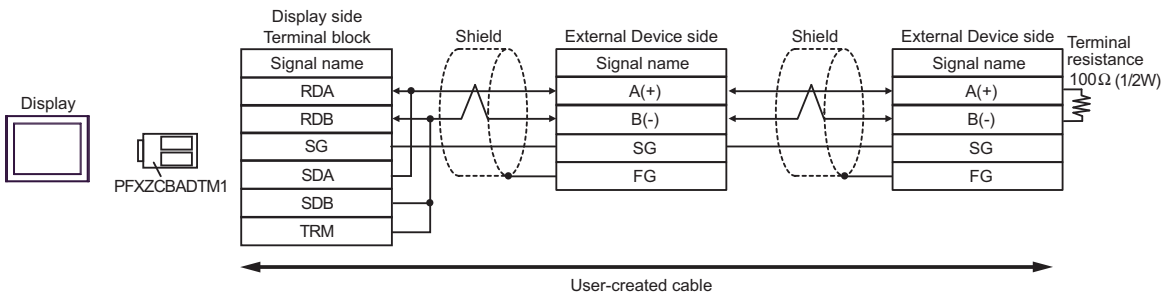 Display
PFXZCBADTM1
Display side
Terminal block
Signal name
RDA
RDB
SG
SDA
SDB
TRM
Shield
External Device side
Signal name
A(+)
B(-)
SG
FG
Shield
External Device side
Signal name
A(+)
B(-)
SG
FG
Terminal
resistance
100Ω (1/2W)
User-created cable